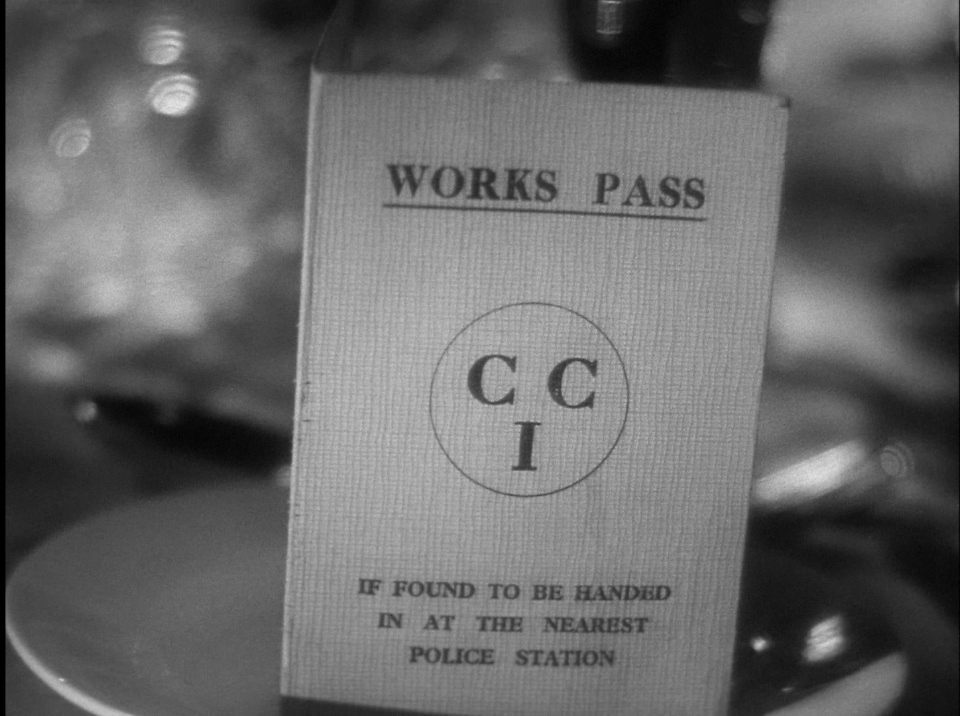 WORKS PASS
C C
I
IF FOUND TO BE HANDED
IN AT THE NEAREST
POLICE STATION